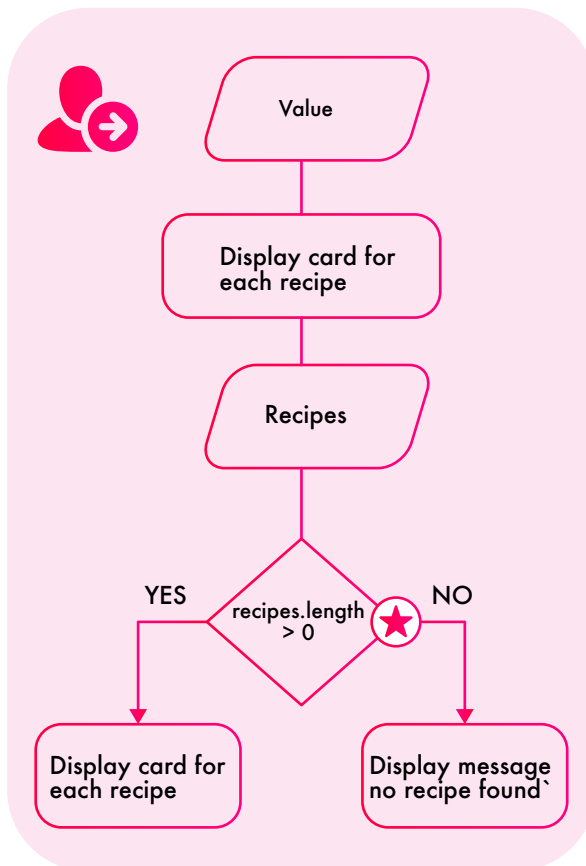 Value
Display card for
each recipe
Recipes
YES
NO
recipes.length
> 0
Display card for
each recipe
Display message
no recipe found`